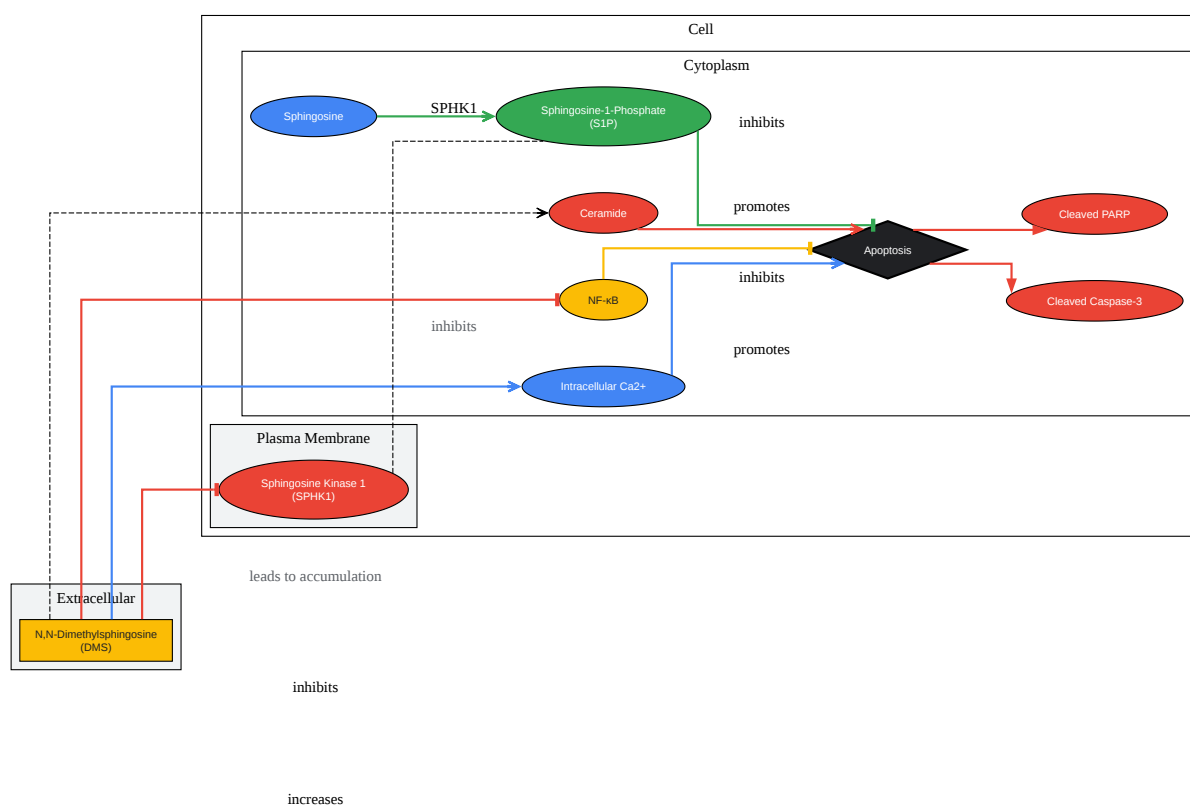 Cell
Cytoplasm
Sphingosine
SPHK1
Sphingosine-1-Phosphate
(S1P)
inhibits
Ceramide
promotes
Cleaved PARP
Apoptosis
inhibits
NF-κB
Cleaved Caspase-3
inhibits
promotes
Intracellular Ca2+
Plasma Membrane
Sphingosine Kinase 1
(SPHK1)
leads to accumulation
Extracellular
N,N-Dimethylsphingosine
(DMS)
inhibits
increases